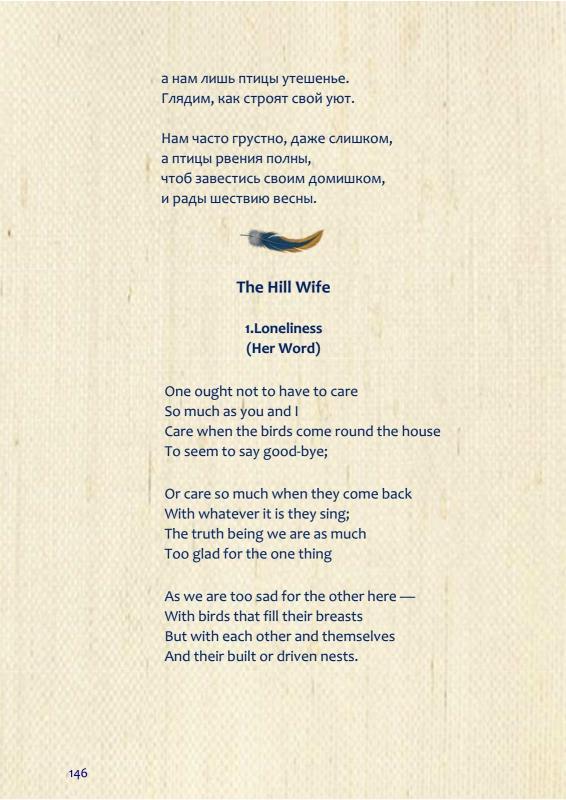 а нам лишь птицы утешенье.
Глядим, как строят свой уют.
Нам часто грустно, даже слишком,
а птицы рвения полны,
чтоб завестись своим домишком,
и рады шествию весны.
The Hill Wife
1.Loneliness
(Her Word)
One ought not to have to care
So much as you and I
Care when the birds come round the house
To seem to say good-bye;
Or care so much when they come back
With whatever it is they sing;
The truth being we are as much
Too glad for the one thing
As we are too sad for the other here —
With birds that fill their breasts
But with each other and themselves
And their built or driven nests.
146